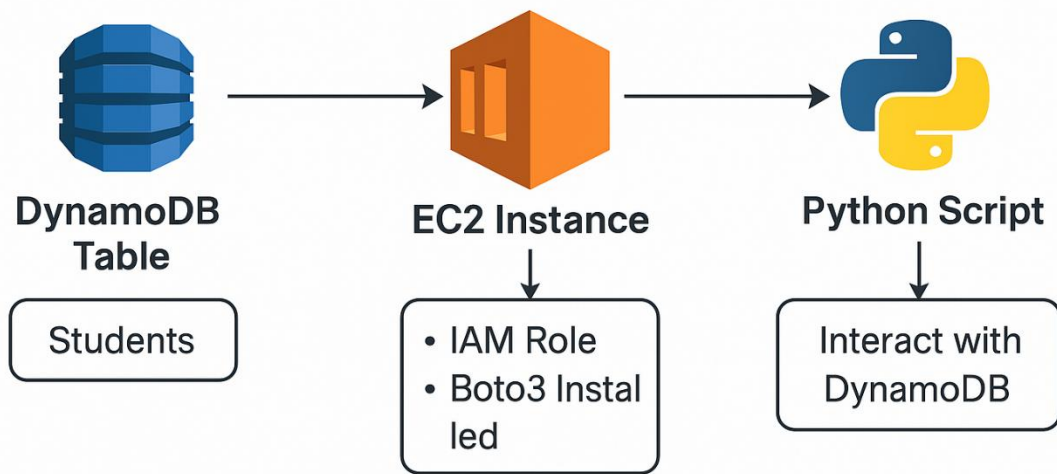 DynamoDB
Table
Students
EC2 Instance
• IAM Role
• Boto3 Instal
led
Python Script
Interact with
DynamoDB